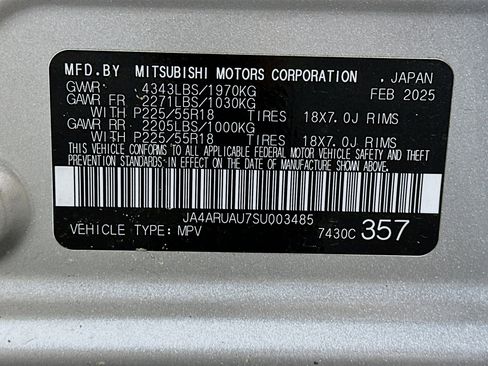 MFD.BY MITSUBISHI MOTORS CORPORATION . JAPAN
GVWR 4343LBS/1970KG FEB 2025
GAWR FR 2271LBS/1030KG
WITH P225/55R18 TIRES 18X7.0J RIMS
GAWR RR 2205LBS/1000KG
WITH P225/55R18 TIRES 18X7.0J RIMS
THIS VEHICLE CONFORMS TO ALL APPLICABLE FEDERAL MOTOR VEHICLE SAFETY AND THEFT
PREVENTION STANDARDS IN EFFECT ON THE DATE OF MANUFACTURE SHOWN ABOVE.
JA4ARUAU7SU003485
VEHICLE TYPE: MPV 7430C 357